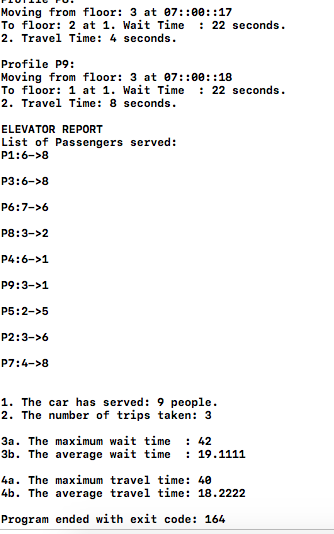 Profile P8:
Moving from floor: 3 at 07::00::17
To floor: 2 at 1. Wait Time  : 22 seconds.
2. Travel Time: 4 seconds.
Profile P9:
Moving from floor: 3 at 07::00::18
To floor: 1 at 1. Wait Time  : 22 seconds.
2. Travel Time: 8 seconds.
ELEVATOR REPORT
List of Passengers served:
P1:6->8
P3:6->8
P6:7->6
P8:3->2
P4:6->1
P9:3->1
P5:2->5
P2:3->6
P7:4->8
1. The car has served: 9 people.
2. The number of trips taken: 3
3a. The maximum wait time  : 42
3b. The average wait time  : 19.1111
4a. The maximum travel time: 40
4b. The average travel time: 18.2222
Program ended with exit code: 164